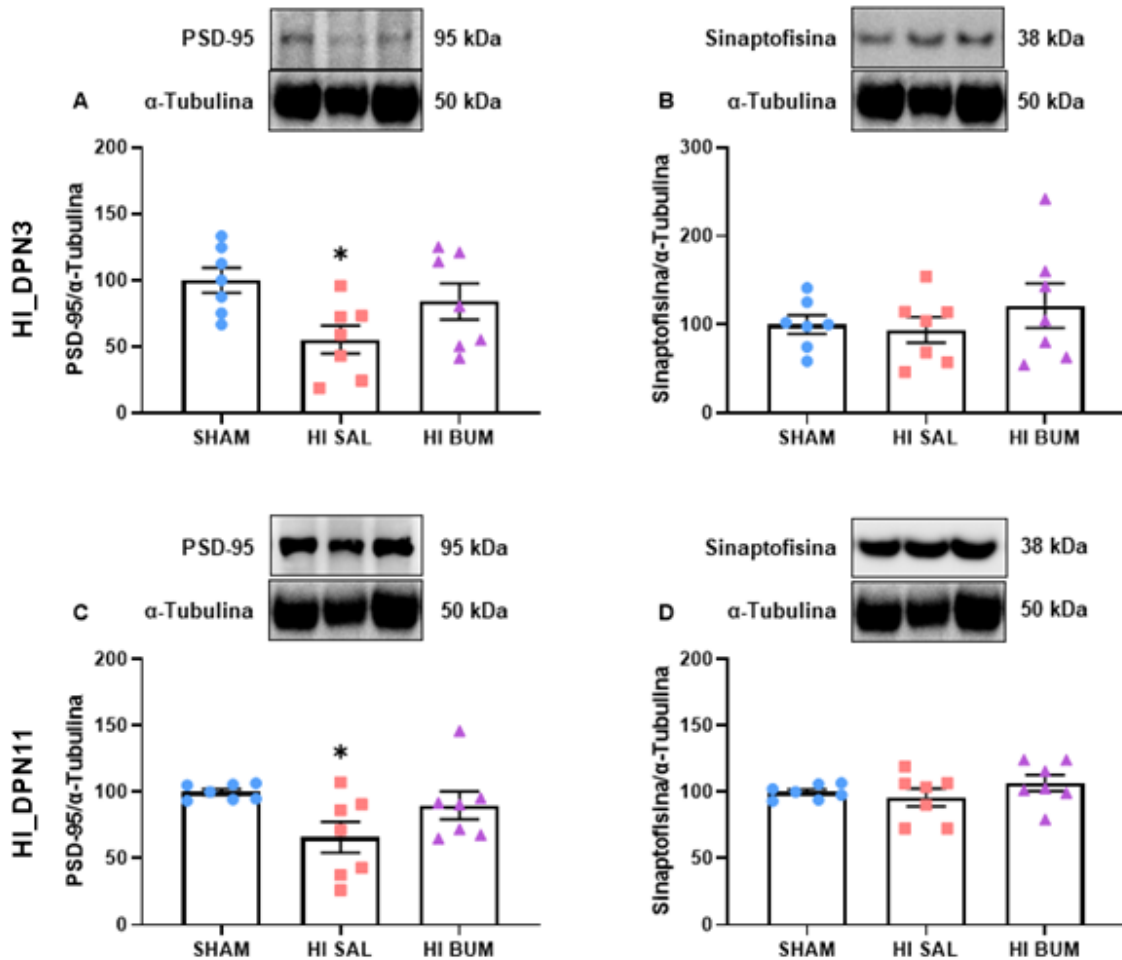 PSD-95 95 kDa
A α-Tubulina 50 kDa
200
150
100
50
0
PSD-95/α-Tubulina
SHAM HI SAL HI BUM
*
HI_DPN3
Sinaptofisina 38 kDa
B α-Tubulina 50 kDa
300
200
100
0
Sinaptofisina/α-Tubulina
SHAM HI SAL HI BUM
PSD-95 95 kDa
C α-Tubulina 50 kDa
200
150
100
50
0
PSD-95/α-Tubulina
SHAM HI SAL HI BUM
*
HI_DPN11
Sinaptofisina 38 kDa
D α-Tubulina 50 kDa
200
150
100
50
0
Sinaptofisina/α-Tubulina
SHAM HI SAL HI BUM